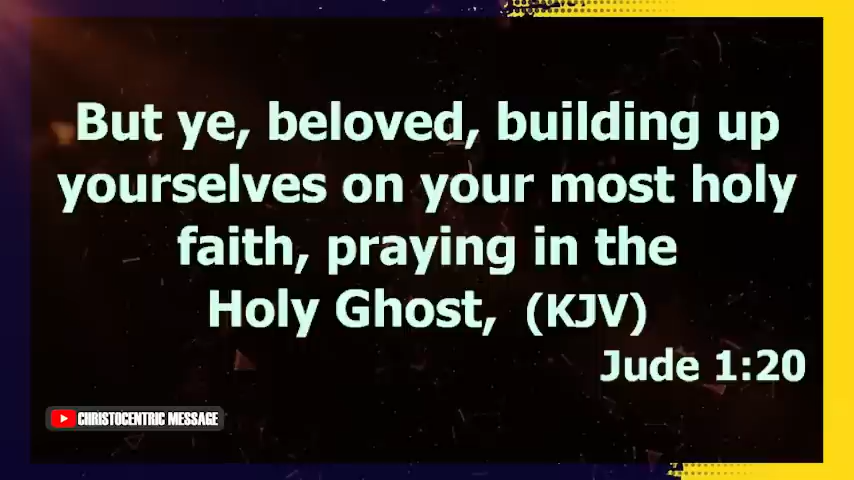 But ye, beloved, building up
yourselves on your most holy
faith, praying in the
Holy Ghost, (KJV)
Jude 1:20
CHRISTOCENTRIC MESSAGE